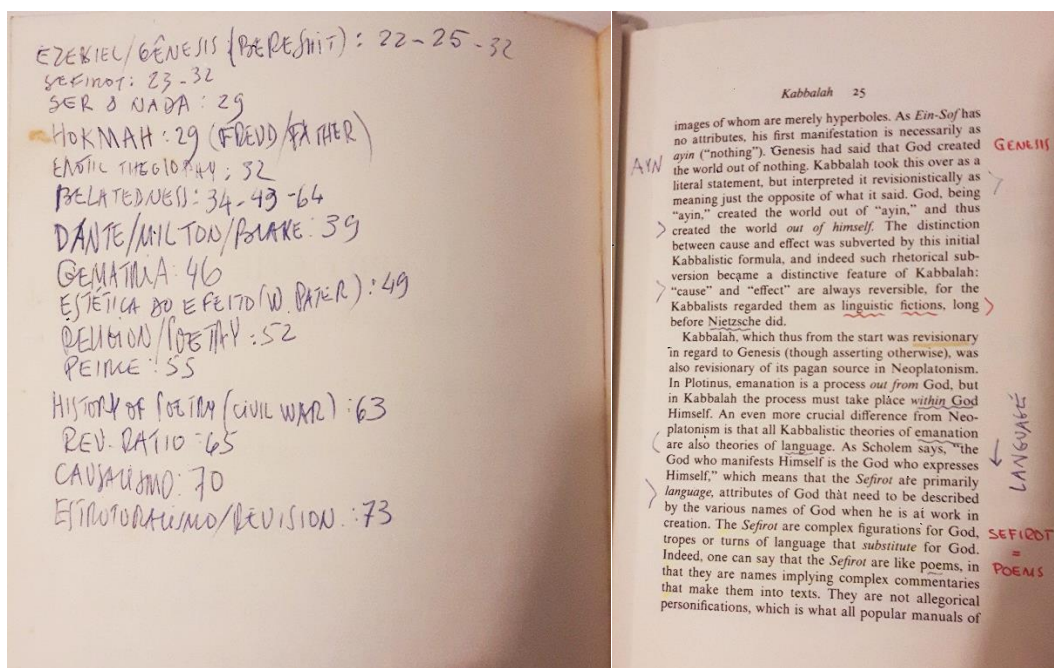 EZEKIEL/GÊNESIS (BERESHIT): 22-25-32
SEFIROT: 23-32
SER O NADA: 29
HOKMAH: 29 (FREUD/FATHER)
EROTIC THEGIORAY: 32
BELATEDNESS: 34-43-64
DANTE/MILTON/BLAKE: 39
GEMATRIA: 46
ESTÉTICA DO EFEITO (W. PATER): 49
RELIGION/POETRY: 52
PEIRCE: 55
HISTORY OF POETRY (CIVIL WAR): 63
REV. RATIO: 65
CAUSALISMO: 70
ESTRUTURALISMO/REVISION.: 73
Kabbalah 25
images of whom are merely hyperboles. As Ein-Sof has
no attributes, his first manifestation is necessarily as
ayin ("nothing"). Genesis had said that God created
the world out of nothing. Kabbalah took this over as a
literal statement, but interpreted it revisionistically as
meaning just the opposite of what it said. God, being
"ayin," created the world out of "ayin," and thus
created the world out of himself. The distinction
between cause and effect was subverted by this initial
Kabbalistic formula, and indeed such rhetorical sub-
version became a distinctive feature of Kabbalah:
"cause" and "effect" are always reversible, for the
Kabbalists regarded them as linguistic fictions, long
before Nietzsche did.
Kabbalah, which thus from the start was revisionary
in regard to Genesis (though asserting otherwise), was
also revisionary of its pagan source in Neoplatonism.
In Plotinus, emanation is a process out from God, but
in Kabbalah the process must take place within God
Himself. An even more crucial difference from Neo-
platonism is that all Kabbalistic theories of emanation
are also theories of language. As Scholem says, "the
God who manifests Himself is the God who expresses
Himself," which means that the Sefirot are primarily
language, attributes of God that need to be described
by the various names of God when he is at work in
creation. The Sefirot are complex figurations for God,
tropes or turns of language that substitute for God.
Indeed, one can say that the Sefirot are like poems, in
that they are names implying complex commentaries
that make them into texts. They are not allegorical
personifications, which is what all popular manuals of
AYN
GENESIS
LANGUAGE
SEFIROT
=
POEMS